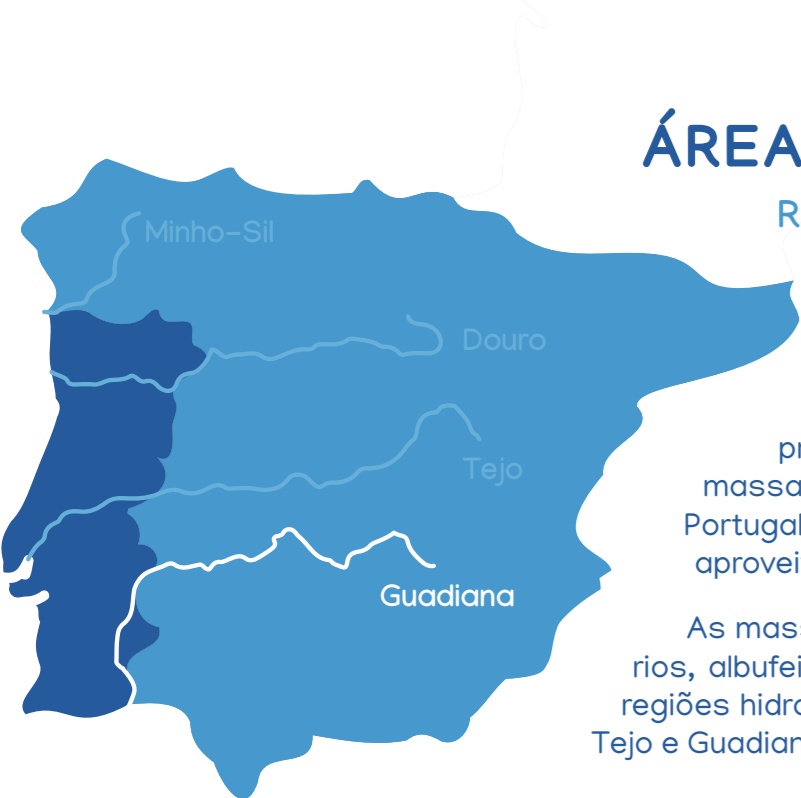 ÁREA
R
Minho-Sil
Douro
Tejo
Guadiana
pr
massa
Portugal
aprovei
As mass
rios, albufei
regiões hidro
Tejo e Guadian